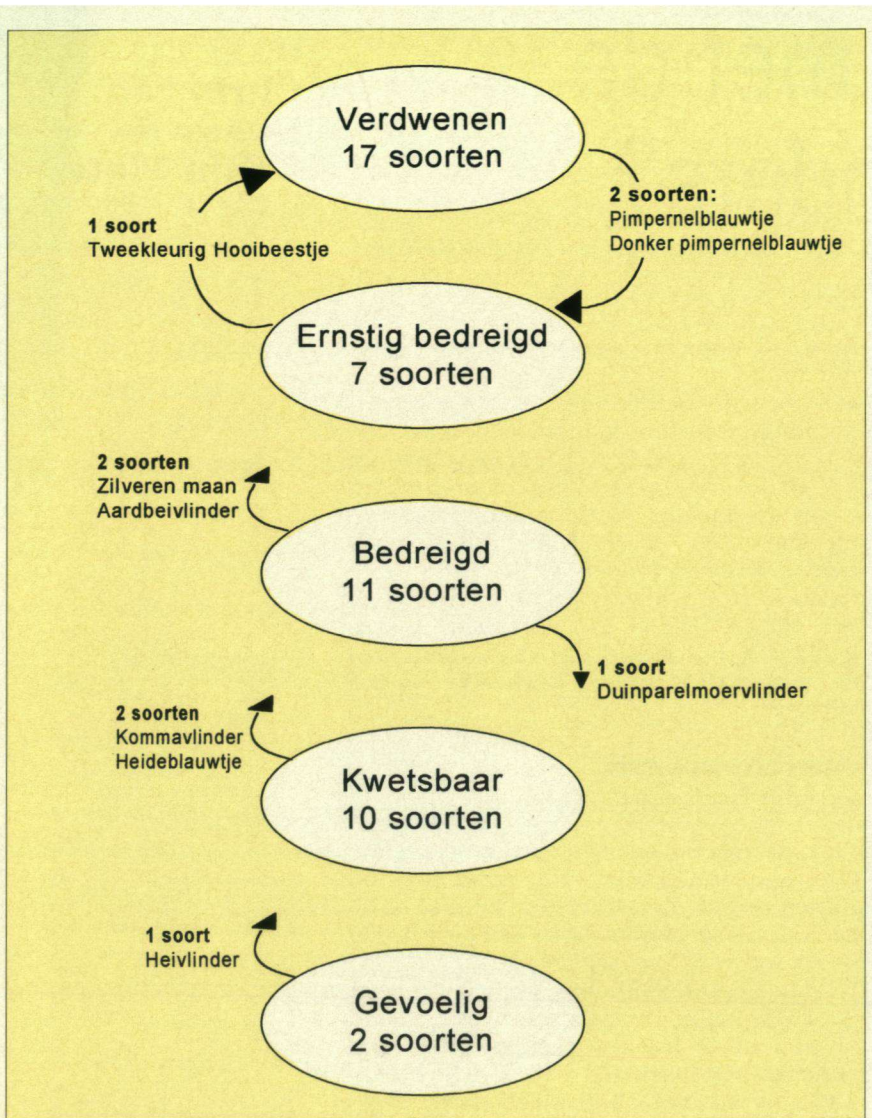 Verdwenen
17 soorten
2 soorten:
Pimpernelblauwtje
Donker pimpernelblauwtje
1 soort
Tweekleurig Hooibeestje
Ernstig bedreigd
7 soorten
2 soorten
Zilveren maan
Aardbeivlinder
Bedreigd
11 soorten
1 soort
Duinparelmoervlinder
2 soorten
Kommavlinder
Heideblauwtje
Kwetsbaar
10 soorten
1 soort
Heivlinder
Gevoelig
2 soorten